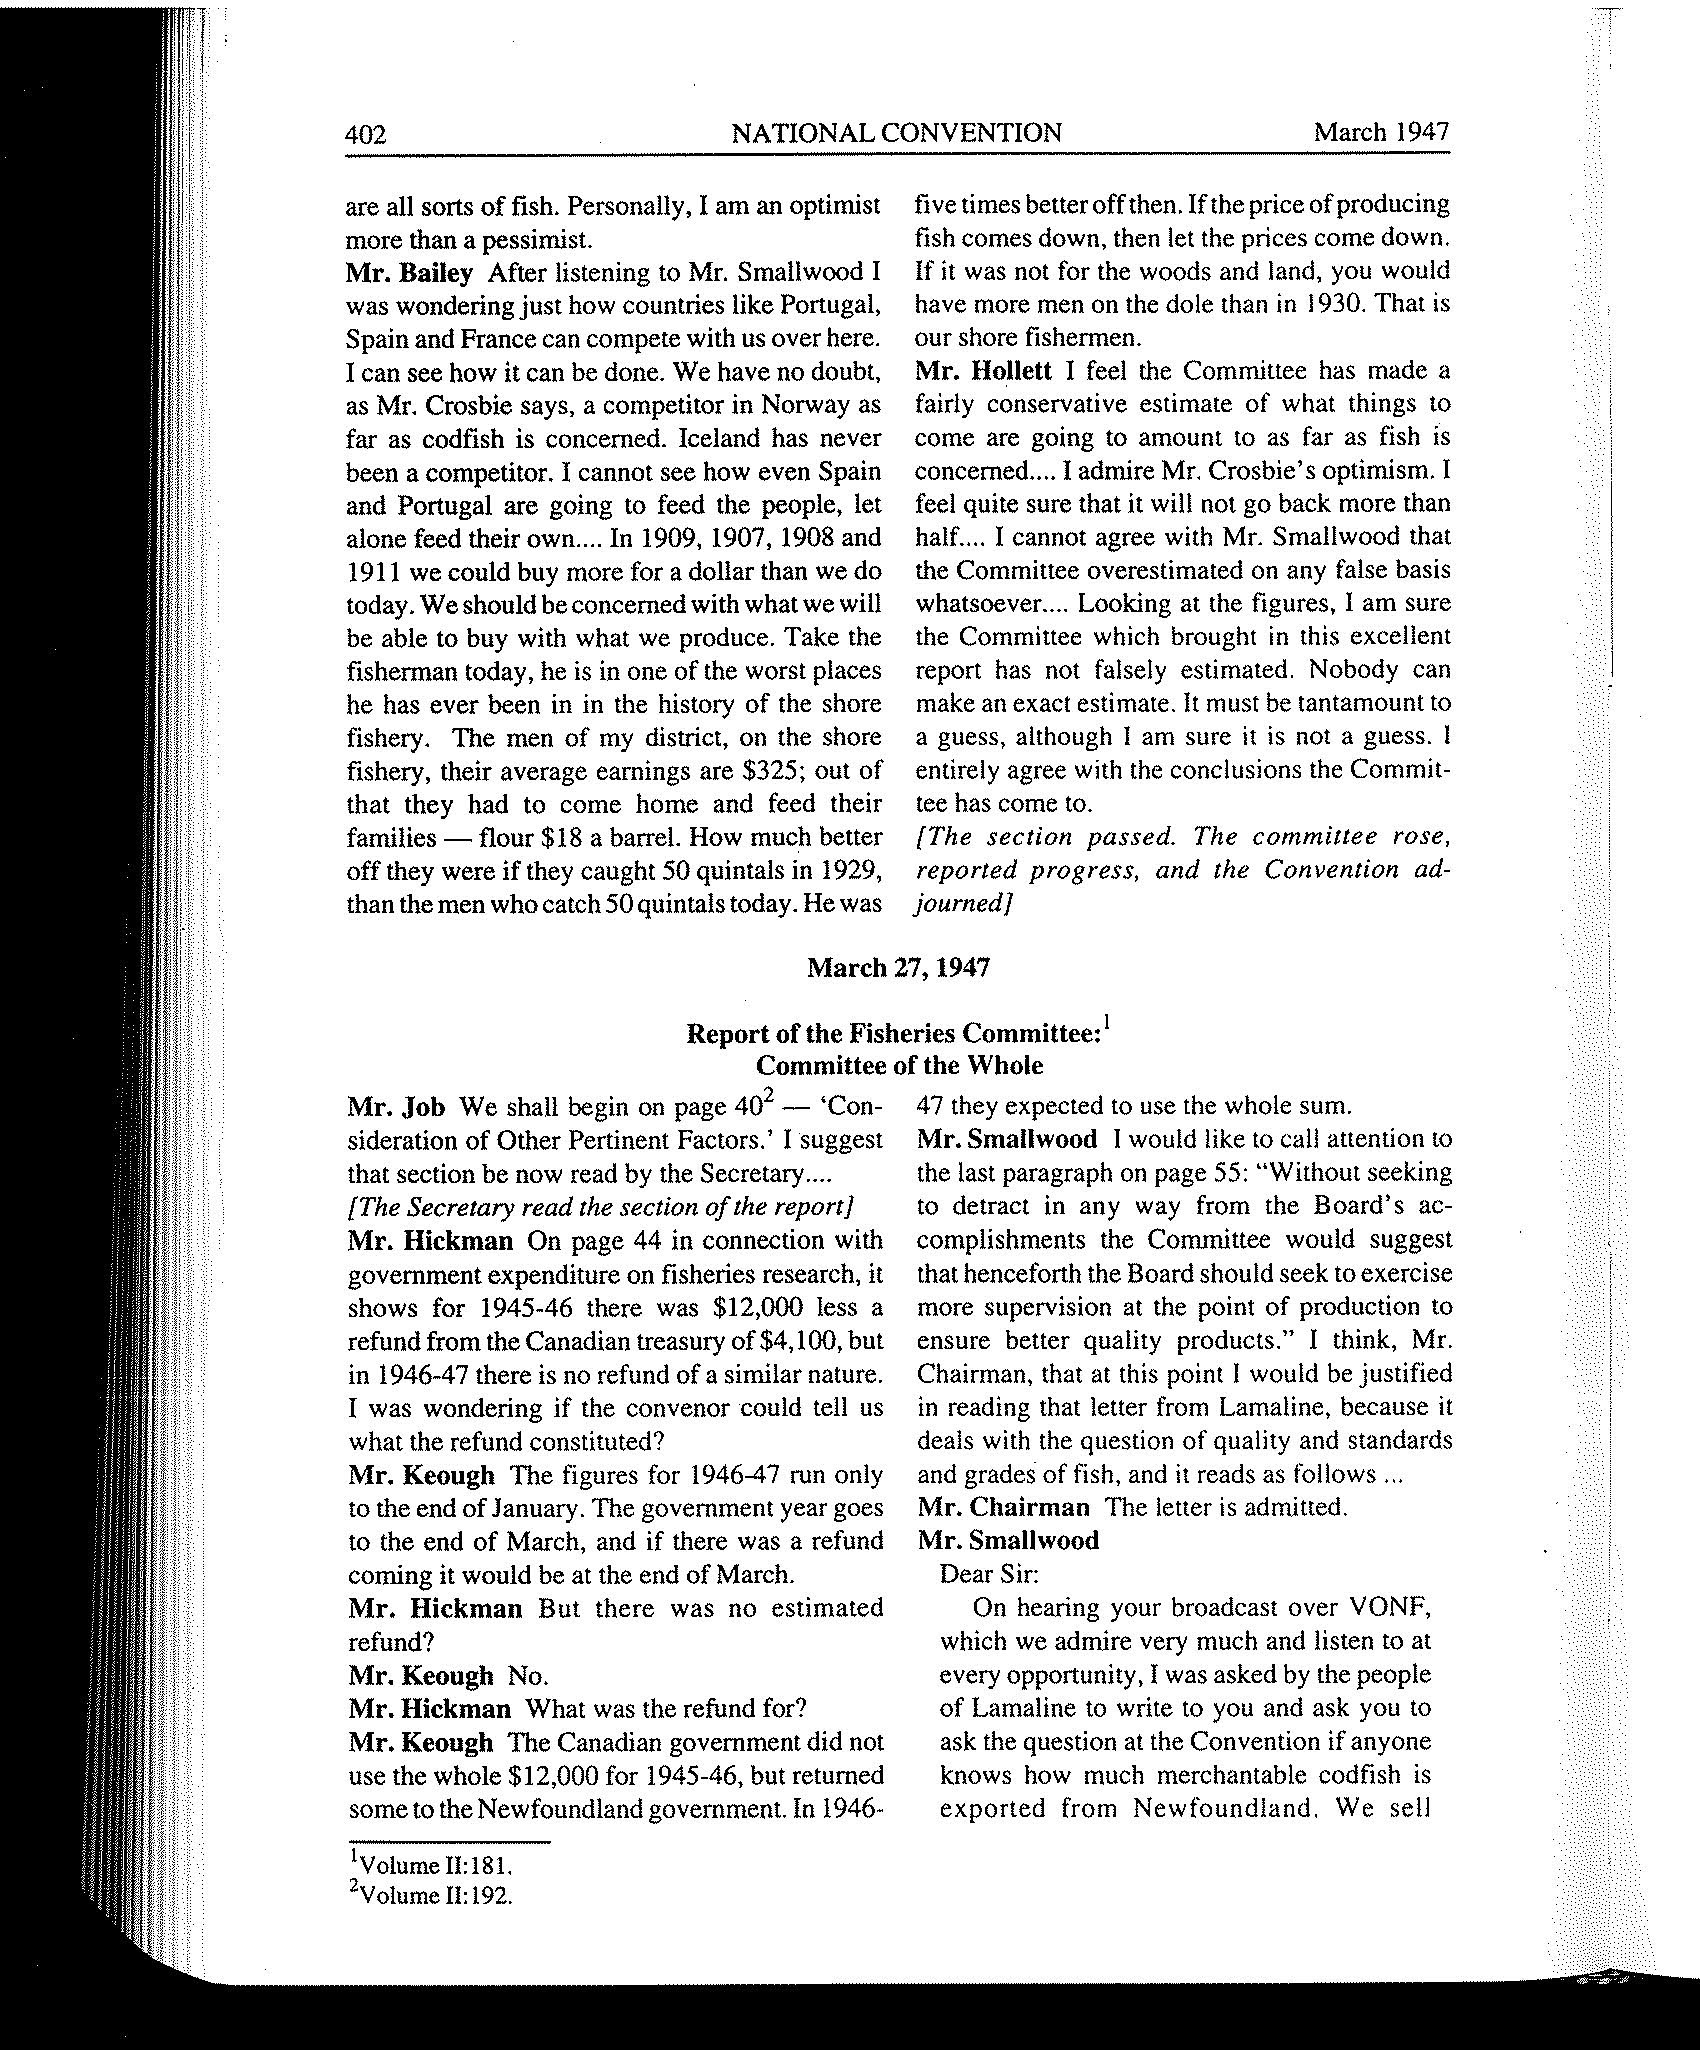 402 NATIONAL CONVENTION March 1947
are all sorts of fish. Personally, I am an optimist
more than a pessimist.
Mr. Bailey After listening to Mr. Smallwood I
was wondering just how countries like Portugal,
Spain and France can compete with us over here.
I can see how it can be done. We have no doubt,
as Mr. Crosbie says, a competitor in Norway as
far as codfish is concerned. Iceland has never
been a competitor. I cannot see how even Spain
and Portugal are going to feed the people, let
alone feed their own.... In 1909, 1907, 1908 and
1911 we could buy more for a dollar than we do
today. We should be concerned with what we will
be able to buy with what we produce. Take the
fisherman today, he is in one of the worst places
he has ever been in in the history of the shore
fishery. The men of my district, on the shore
fishery, their average earnings are $325; out of
that they had to come home and feed their
families — flour $18 a barrel. How much better
off they were if they caught 50 quintals in 1929,
than the men who catch 50 quintals today. He was
five times better off then. If the price of producing
fish comes down, then let the prices come down.
If it was not for the woods and land, you would
have more men on the dole than in 1930. That is
our shore fishermen.
Mr. Hollett I feel the Committee has made a
fairly conservative estimate of what things to
come are going to amount to as far as fish is
concerned.... I admire Mr. Crosbie's optimism. I
feel quite sure that it will not go back more than
half.... I cannot agree with Mr. Smallwood that
the Committee overestimated on any false basis
whatsoever.... Looking at the figures, I am sure
the Committee which brought in this excellent
report has not falsely estimated. Nobody can
make an exact estimate. It must be tantamount to
a guess, although I am sure it is not a guess. I
entirely agree with the conclusions the Commit-
tee has come to.
[The section passed. The committee rose,
reported progress, and the Convention ad-
journed]
March 27, 1947
Report of the Fisheries Committee:1
Committee of the Whole
Mr. Job We shall begin on page 402 — 'Con-
sideration of Other Pertinent Factors.' I suggest
that section be now read by the Secretary....
[The Secretary read the section of the report]
Mr. Hickman On page 44 in connection with
government expenditure on fisheries research, it
shows for 1945-46 there was $12,000 less a
refund from the Canadian treasury of $4,100, but
in 1946-47 there is no refund of a similar nature.
I was wondering if the convenor could tell us
what the refund constituted?
Mr. Keough The figures for 1946-47 run only
to the end of January. The government year goes
to the end of March, and if there was a refund
coming it would be at the end of March.
Mr. Hickman But there was no estimated
refund?
Mr. Keough No.
Mr. Hickman What was the refund for?
Mr. Keough The Canadian government did not
use the whole $12,000 for 1945-46, but returned
some to the Newfoundland government. In 1946-
47 they expected to use the whole sum.
Mr. Smallwood I would like to call attention to
the last paragraph on page 55: "Without seeking
to detract in any way from the Board's ac-
complishments the Committee would suggest
that henceforth the Board should seek to exercise
more supervision at the point of production to
ensure better quality products." I think, Mr.
Chairman, that at this point I would be justified
in reading that letter from Lamaline, because it
deals with the question of quality and standards
and grades of fish, and it reads as follows ...
Mr. Chairman The letter is admitted.
Mr. Smallwood
Dear Sir:
On hearing your broadcast over VONF,
which we admire very much and listen to at
every opportunity, I was asked by the people
of Lamaline to write to you and ask you to
ask the question at the Convention if anyone
knows how much merchantable codfish is
exported from Newfoundland. We sell
1Volume II:181.
2Volume II:192.